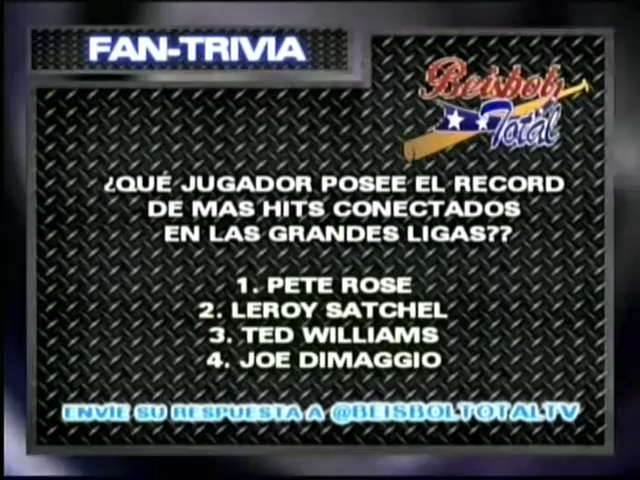 FAN-TRIVIA
Beisbol
Total
¿QUÉ JUGADOR POSEE EL RECORD
DE MAS HITS CONECTADOS
EN LAS GRANDES LIGAS??
1. PETE ROSE
2. LEROY SATCHEL
3. TED WILLIAMS
4. JOE DIMAGGIO
ENVÍE SU RESPUESTA A @BEISBOLTOTALTV